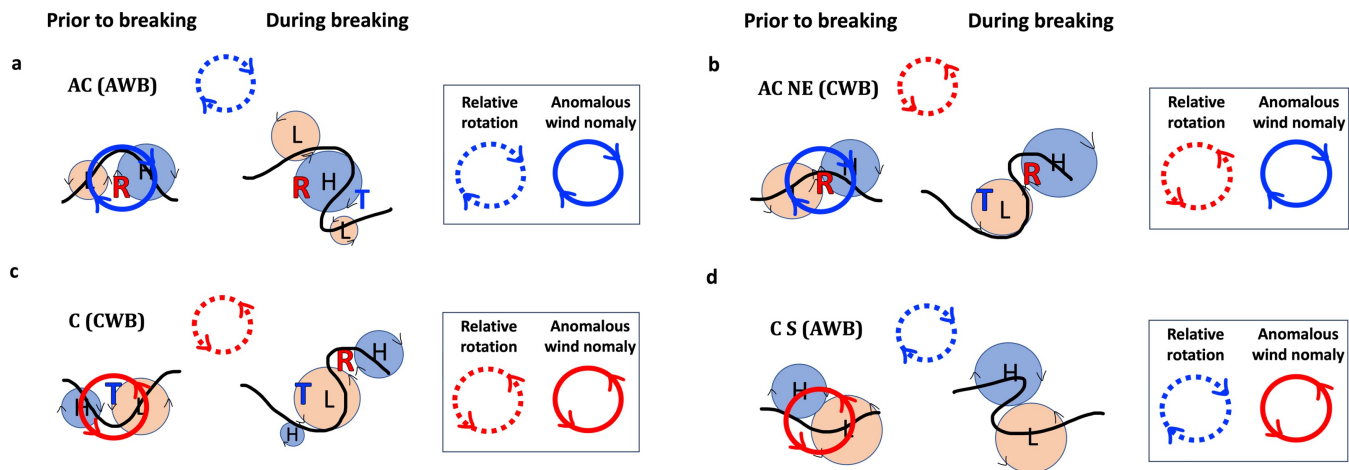 Prior to breaking During breaking Prior to breaking During breaking
a
AC (AWB)
L
Relative rotation
Anomalous wind nomaly
L H
R
R H T
L
b
AC NE (CWB)
Relative rotation
Anomalous wind nomaly
L H
R
H
R
T L
c
C (CWB)
Relative rotation
Anomalous wind nomaly
T
H L
R H
T L
H
d
C S (AWB)
Relative rotation
Anomalous wind nomaly
H
L
H
L